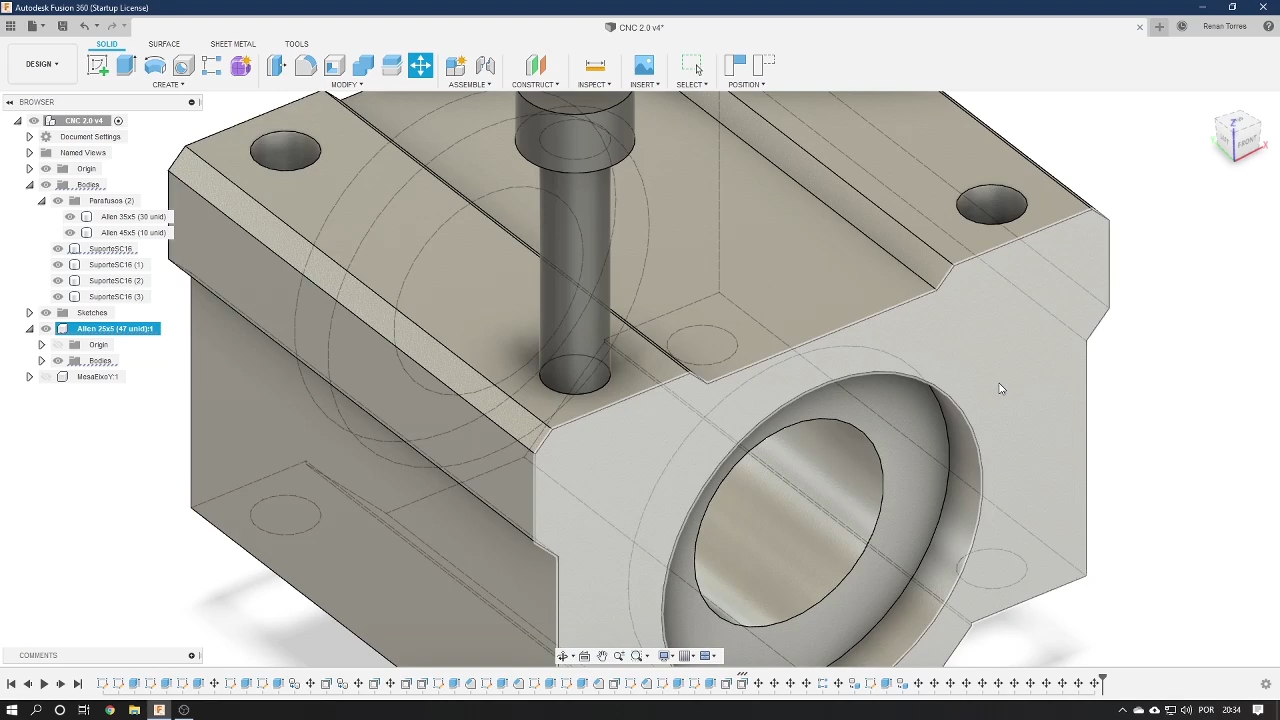 Autodesk Fusion 360 (Startup License)
CNC 2.0 v4*
Renan Torres
SOLID SURFACE SHEET METAL TOOLS
DESIGN
CREATE MODIFY ASSEMBLE CONSTRUCT INSPECT INSERT SELECT POSITION
BROWSER
CNC 2.0 v4
Document Settings
Named Views
Origin
Bodies
Parafusos (2)
Allen 35x5 (30 unid)
Allen 45x5 (10 unid)
SuporteSC16
SuporteSC16 (1)
SuporteSC16 (2)
SuporteSC16 (3)
Sketches
Allen 25x5 (47 unid):1
Origin
Bodies
MesaEixoY:1
FRONT
Z
X
Y
COMMENTS
POR 20:34